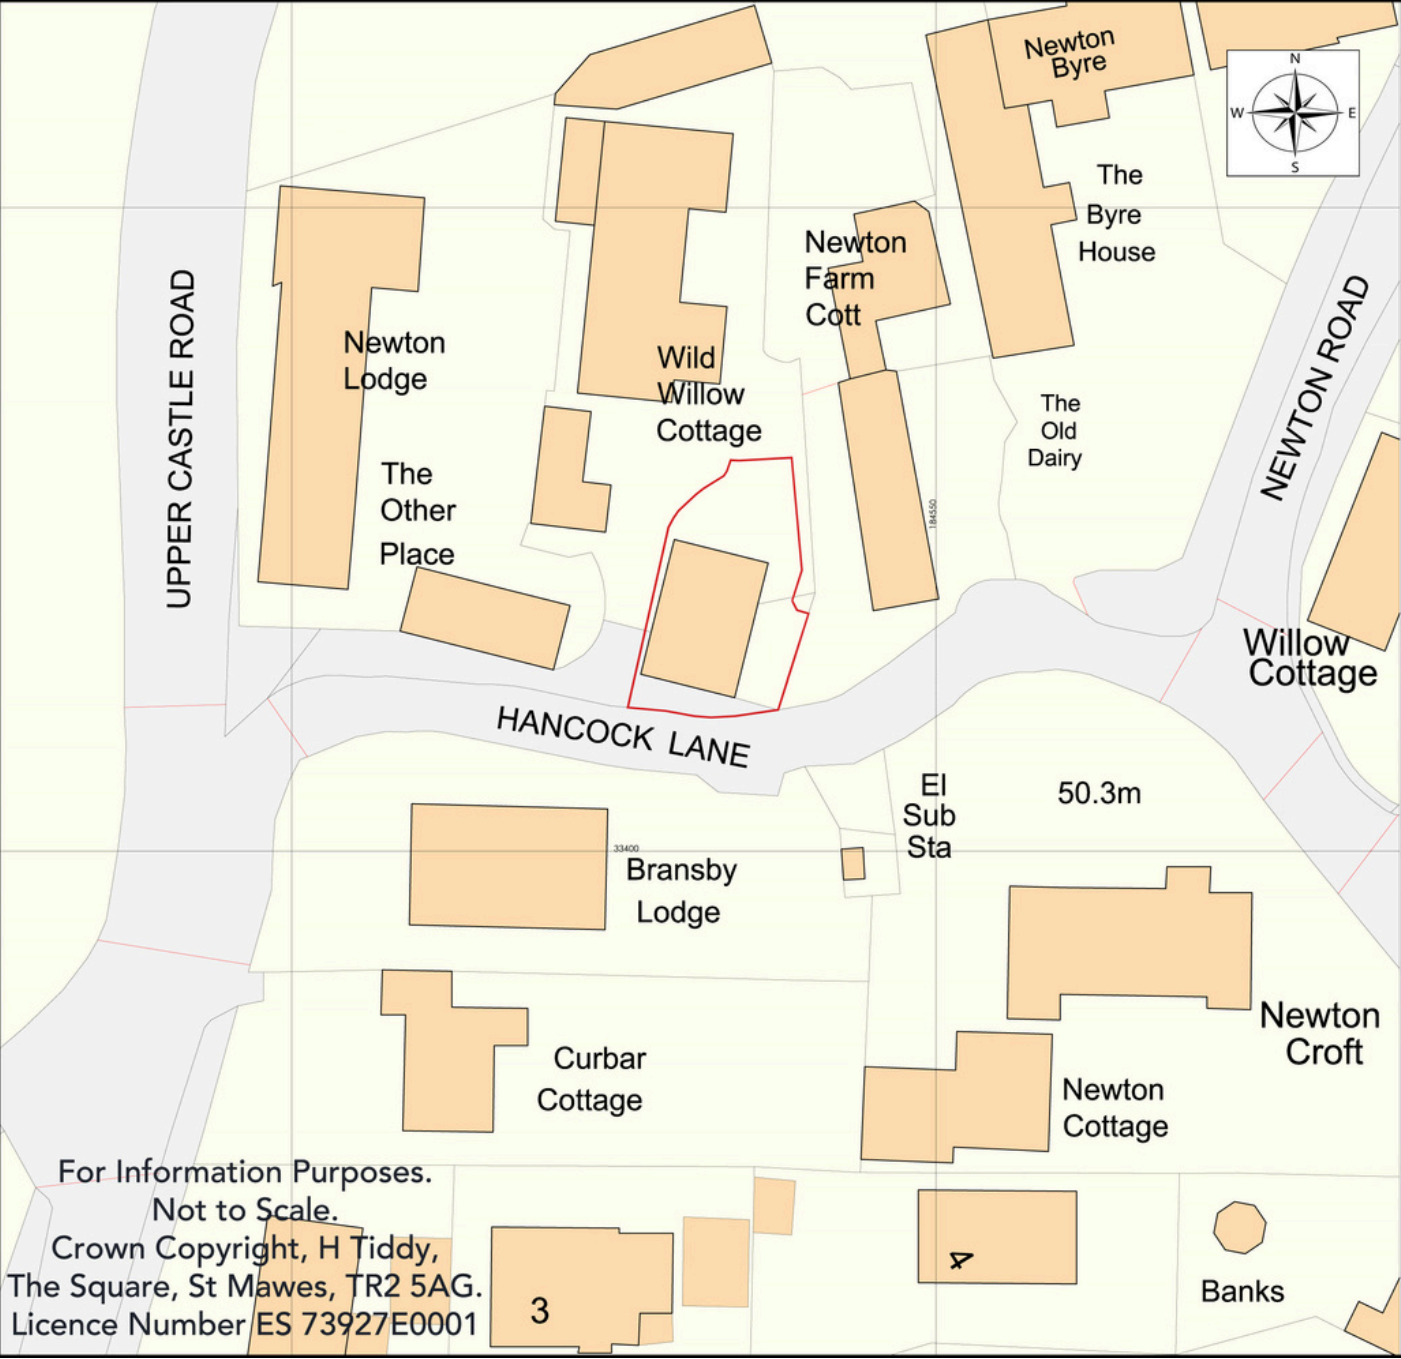 Newton
Byre
N
W
E
S
The
Byre
House
Newton
Farm
Cott
UPPER CASTLE ROAD
Newton
Lodge
Wild
Willow
Cottage
NEWTON ROAD
The
Old
Dairy
The
Other
Place
184550
Willow
Cottage
HANCOCK LANE
El
Sub
Sta
50.3m
33400
Bransby
Lodge
Newton
Croft
Curbar
Cottage
Newton
Cottage
For Information Purposes.
Not to Scale.
Crown Copyright, H Tiddy,
The Square, St Mawes, TR2 5AG.
Licence Number ES 73927E0001
3
4
Banks